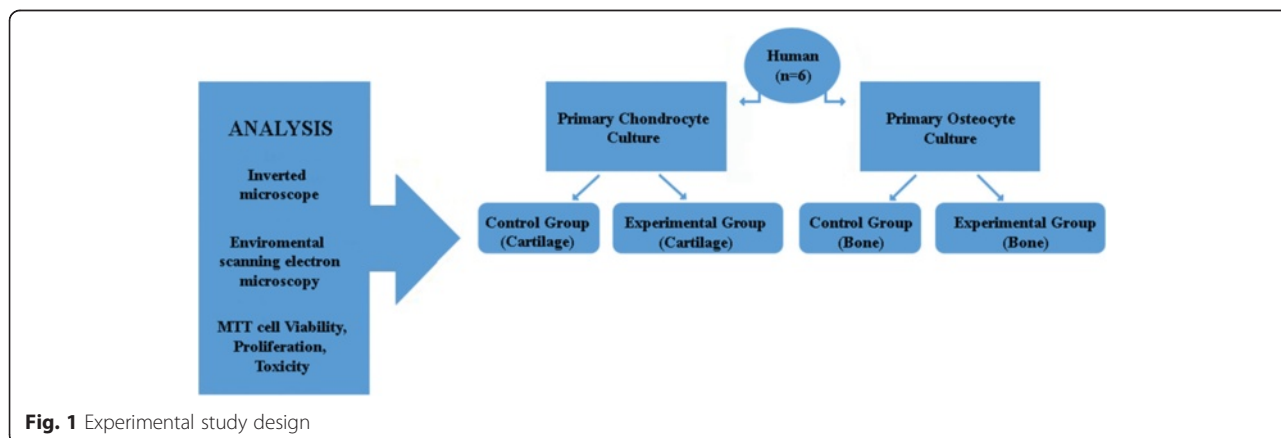 Human
(n=6)
ANALYSIS
Inverted
microscope
Enviromental
scanning electron
microscopy
MTT cell Viability,
Proliferation,
Toxicity
Primary Chondrocyte
Culture
Primary Osteocyte
Culture
Control Group
(Cartilage)
Experimental Group
(Cartilage)
Control Group
(Bone)
Experimental Group
(Bone)
Fig. 1 Experimental study design